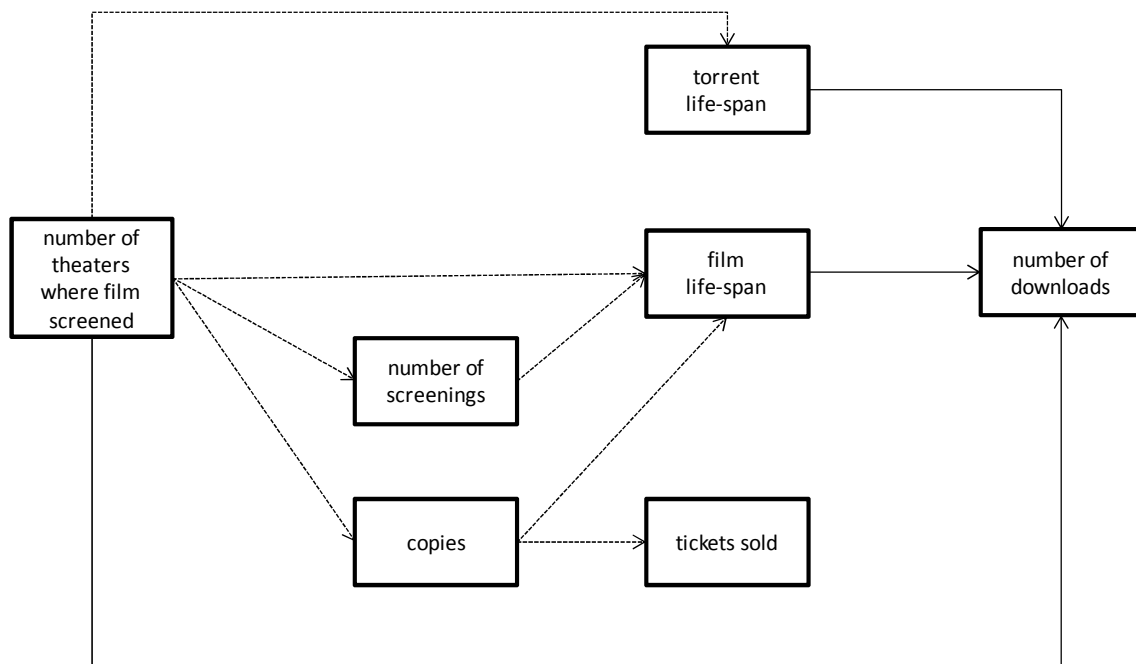 torrent
life-span
number of
theaters
where film
screened
film
life-span
number of
downloads
number of
screenings
copies
tickets sold